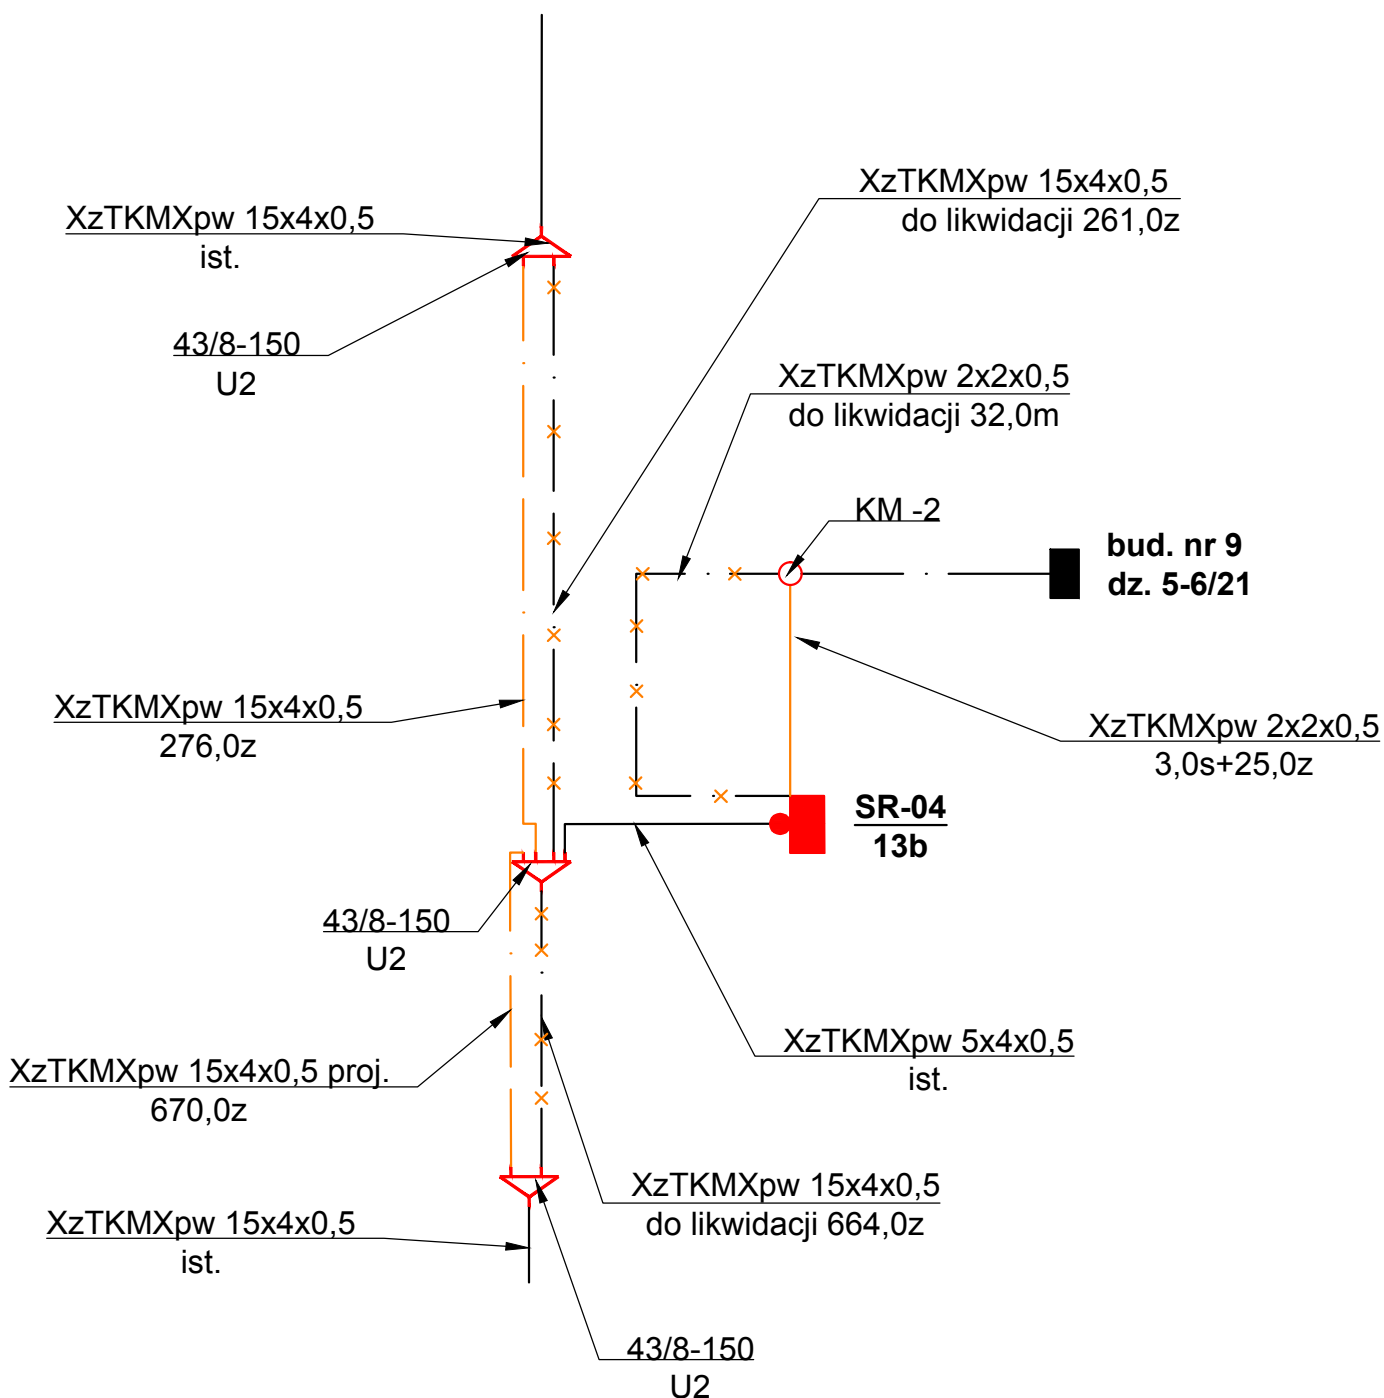 XzTKMXpw 15x4x0,5
do likwidacji 261,0z
XzTKMXpw 15x4x0,5
ist.
43/8-150
U2
XzTKMXpw 2x2x0,5
do likwidacji 32,0m
KM -2
bud. nr 9
dz. 5-6/21
XzTKMXpw 15x4x0,5
276,0z
XzTKMXpw 2x2x0,5
3,0s+25,0z
SR-04
13b
43/8-150
U2
XzTKMXpw 5x4x0,5
ist.
XzTKMXpw 15x4x0,5 proj.
670,0z
XzTKMXpw 15x4x0,5
do likwidacji 664,0z
XzTKMXpw 15x4x0,5
ist.
43/8-150
U2